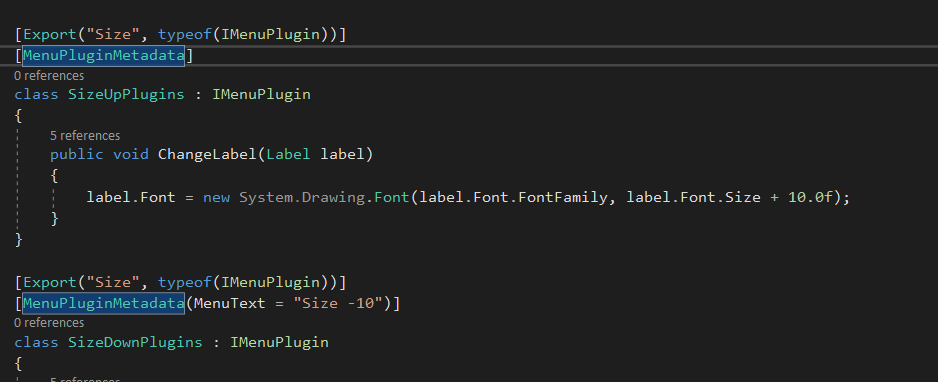 [Export("Size", typeof(IMenuPlugin))]
[MenuPluginMetadata]
0 references
class SizeUpPlugins : IMenuPlugin
{
5 references
public void ChangeLabel(Label label)
{
label.Font = new System.Drawing.Font(label.Font.FontFamily, label.Font.Size + 10.0f);
}
}
[Export("Size", typeof(IMenuPlugin))]
[MenuPluginMetadata(MenuText = "Size -10")]
0 references
class SizeDownPlugins : IMenuPlugin
{
5 references